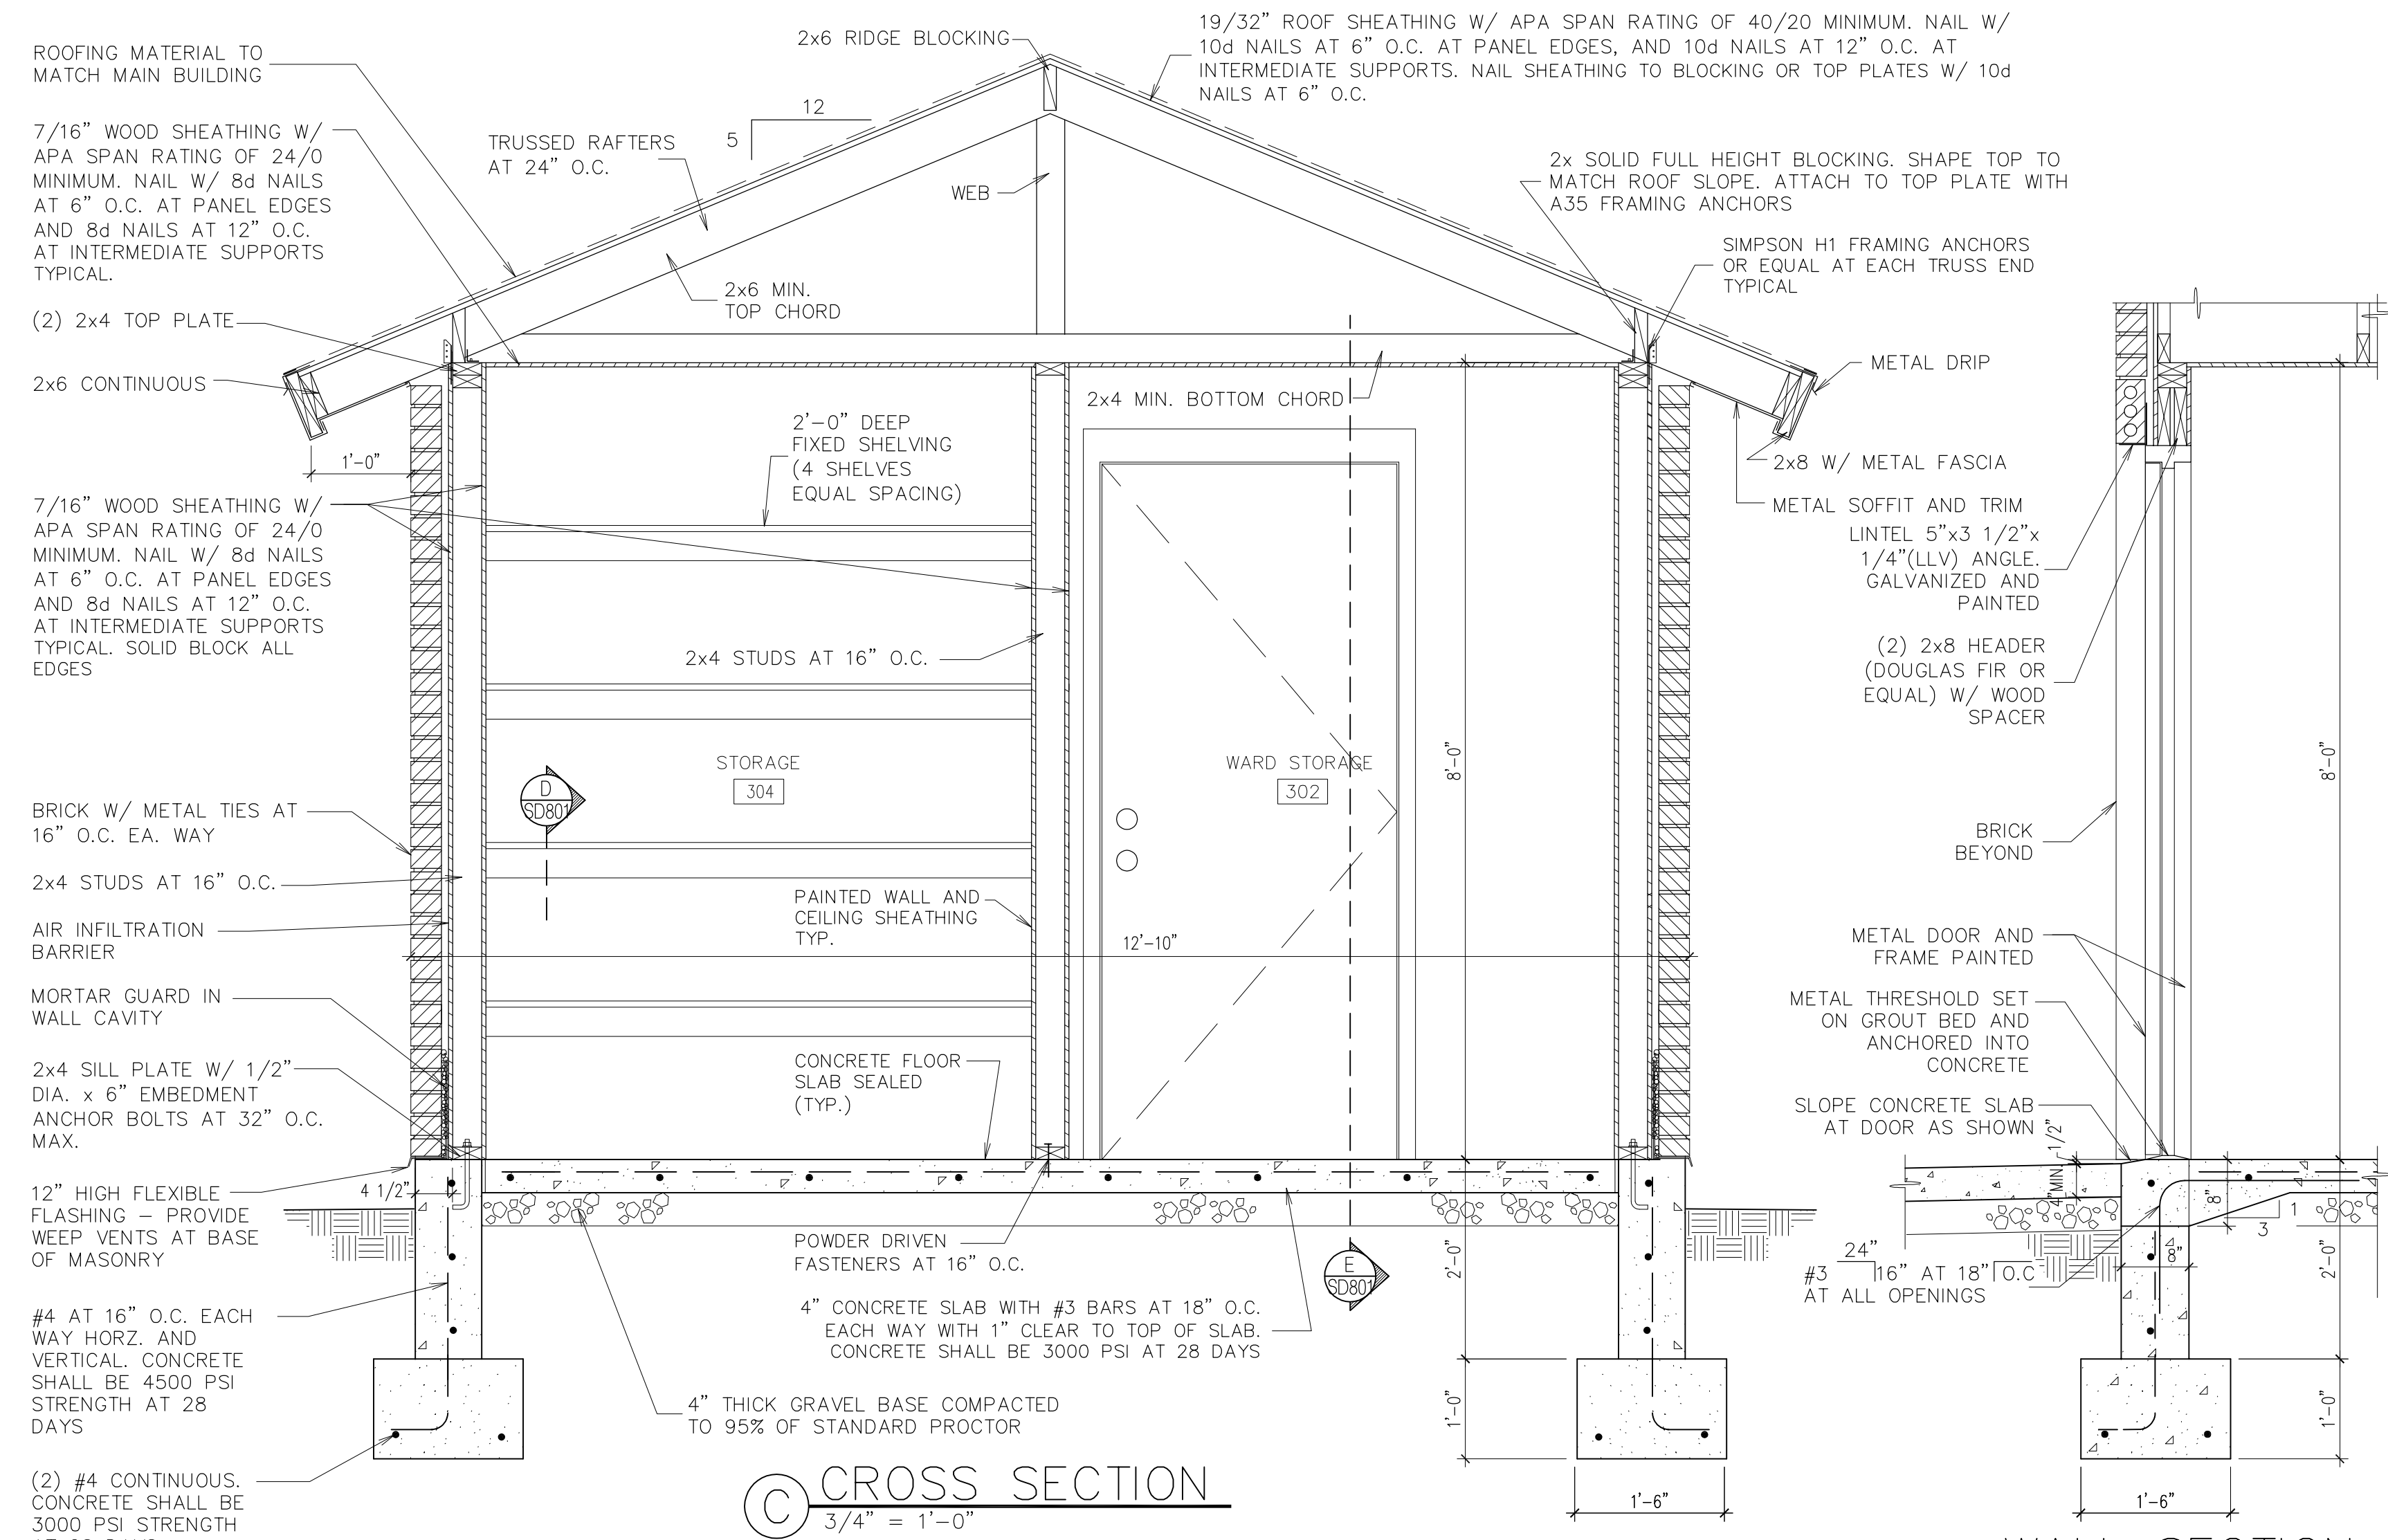 ROOFING MATERIAL TO
MATCH MAIN BUILDING
7/16” WOOD SHEATHING W/
APA SPAN RATING OF 24/0
MINIMUM. NAIL W/ 8d NAILS
AT 6” O.C. AT PANEL EDGES
AND 8d NAILS AT 12” O.C.
AT INTERMEDIATE SUPPORTS
TYPICAL.
(2) 2x4 TOP PLATE
2x6 CONTINUOUS
1’-0”
7/16” WOOD SHEATHING W/
APA SPAN RATING OF 24/0
MINIMUM. NAIL W/ 8d NAILS
AT 6” O.C. AT PANEL EDGES
AND 8d NAILS AT 12” O.C.
AT INTERMEDIATE SUPPORTS
TYPICAL. SOLID BLOCK ALL
EDGES
BRICK W/ METAL TIES AT
16” O.C. EA. WAY
2x4 STUDS AT 16” O.C.
AIR INFILTRATION
BARRIER
MORTAR GUARD IN
WALL CAVITY
2x4 SILL PLATE W/ 1/2”
DIA. x 6” EMBEDMENT
ANCHOR BOLTS AT 32” O.C.
MAX.
12” HIGH FLEXIBLE
FLASHING – PROVIDE
WEEP VENTS AT BASE
OF MASONRY
4 1/2”
#4 AT 16” O.C. EACH
WAY HORZ. AND
VERTICAL. CONCRETE
SHALL BE 4500 PSI
STRENGTH AT 28
DAYS
(2) #4 CONTINUOUS.
CONCRETE SHALL BE
3000 PSI STRENGTH
2x6 RIDGE BLOCKING
12
5
TRUSSED RAFTERS
AT 24” O.C.
WEB
2x6 MIN.
TOP CHORD
2x4 MIN. BOTTOM CHORD
2’-0” DEEP
FIXED SHELVING
(4 SHELVES
EQUAL SPACING)
2x4 STUDS AT 16” O.C.
STORAGE
304
D
SD801
WARD STORAGE
302
PAINTED WALL AND
CEILING SHEATHING
TYP.
12’-10”
CONCRETE FLOOR
SLAB SEALED
(TYP.)
POWDER DRIVEN
FASTENERS AT 16” O.C.
E
SD801
4” CONCRETE SLAB WITH #3 BARS AT 18” O.C.
EACH WAY WITH 1” CLEAR TO TOP OF SLAB.
CONCRETE SHALL BE 3000 PSI AT 28 DAYS
4” THICK GRAVEL BASE COMPACTED
TO 95% OF STANDARD PROCTOR
C
CROSS SECTION
3/4” = 1’-0”
8’-0”
2’-0”
1’-0”
1’-6”
19/32” ROOF SHEATHING W/ APA SPAN RATING OF 40/20 MINIMUM. NAIL W/
10d NAILS AT 6” O.C. AT PANEL EDGES, AND 10d NAILS AT 12” O.C. AT
INTERMEDIATE SUPPORTS. NAIL SHEATHING TO BLOCKING OR TOP PLATES W/ 10d
NAILS AT 6” O.C.
2x SOLID FULL HEIGHT BLOCKING. SHAPE TOP TO
MATCH ROOF SLOPE. ATTACH TO TOP PLATE WITH
A35 FRAMING ANCHORS
SIMPSON H1 FRAMING ANCHORS
OR EQUAL AT EACH TRUSS END
TYPICAL
METAL DRIP
2x8 W/ METAL FASCIA
METAL SOFFIT AND TRIM
LINTEL 5”x3 1/2”x
1/4”(LLV) ANGLE.
GALVANIZED AND
PAINTED
(2) 2x8 HEADER
(DOUGLAS FIR OR
EQUAL) W/ WOOD
SPACER
8’-0”
BRICK
BEYOND
METAL DOOR AND
FRAME PAINTED
METAL THRESHOLD SET
ON GROUT BED AND
ANCHORED INTO
CONCRETE
SLOPE CONCRETE SLAB
AT DOOR AS SHOWN
1/2”
4”MIN
8”
1
3
8”
24”
#3 16” AT 18” O.C
AT ALL OPENINGS
2’-0”
1’-0”
1’-6”
WALL SECTION